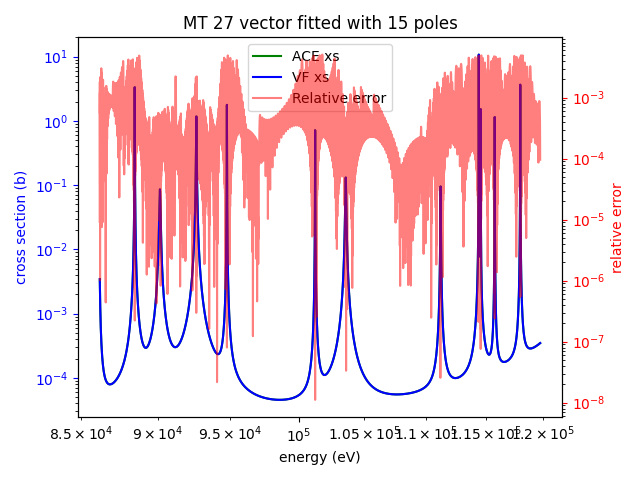 MT 27 vector fitted with 15 poles
ACE xs
VF xs
Relative error
cross section (b)
10¹
10⁰
10⁻¹
10⁻²
10⁻³
10⁻⁴
relative error
10⁻³
10⁻⁴
10⁻⁵
10⁻⁶
10⁻⁷
10⁻⁸
8.5 × 10⁴ 9 × 10⁴ 9.5 × 10⁴ 10⁵ 1.05 × 10⁵ 1.1 × 10⁵ 1.15 × 10⁵ 1.2 × 10⁵
energy (eV)